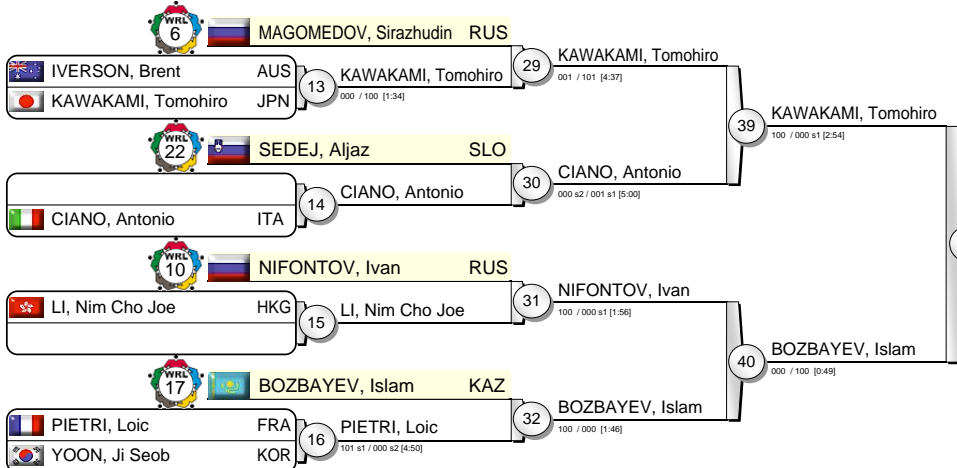 WRL
6
MAGOMEDOV, Sirazhudin RUS
IVERSON, Brent AUS
KAWAKAMI, Tomohiro JPN
13
KAWAKAMI, Tomohiro
000 / 100 [1:34]
29
KAWAKAMI, Tomohiro
001 / 101 [4:37]
WRL
22
SEDEJ, Aljaz SLO
CIANO, Antonio ITA
14
CIANO, Antonio
30
CIANO, Antonio
000 s2 / 001 s1 [5:00]
39
KAWAKAMI, Tomohiro
100 / 000 s1 [2:54]
WRL
10
NIFONTOV, Ivan RUS
LI, Nim Cho Joe HKG
15
LI, Nim Cho Joe
31
NIFONTOV, Ivan
100 / 000 s1 [1:56]
WRL
17
BOZBAYEV, Islam KAZ
PIETRI, Loic FRA
YOON, Ji Seob KOR
16
PIETRI, Loic
101 s1 / 000 s2 [4:50]
32
BOZBAYEV, Islam
100 / 000 [1:46]
40
BOZBAYEV, Islam
000 / 100 [0:49]